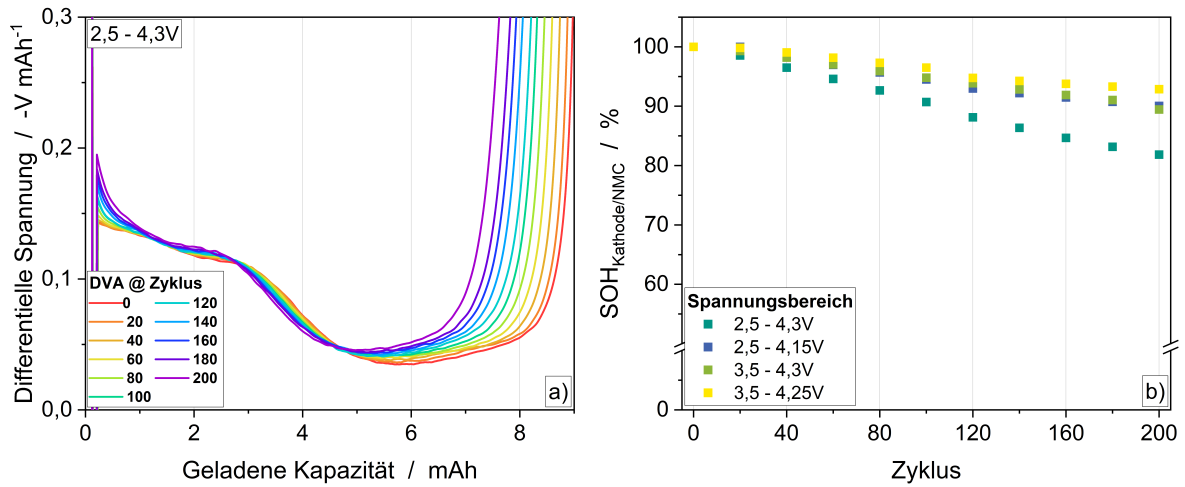 0,3
0,2
0,1
0,0
Differentielle Spannung / -V mAh-1
2,5 - 4,3V
DVA @ Zyklus
0 120
20 140
40 160
60 180
80 200
100
a)
0 2 4 6 8
Geladene Kapazität / mAh
100
90
80
70
60
0
SOHKathode/NMC / %
Spannungsbereich
2,5 - 4,3V
2,5 - 4,15V
3,5 - 4,3V
3,5 - 4,25V
b)
0 40 80 120 160 200
Zyklus